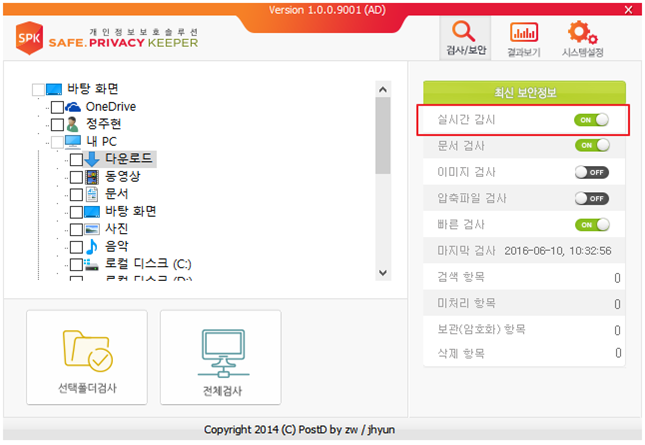 Version 1.0.0.9001 (AD)
X
SPK
개 인 정 보 보 호 솔 루 션
SAFE. PRIVACY KEEPER
검사/보안
결과보기
시스템설정
바탕 화면
OneDrive
정주현
내 PC
다운로드
동영상
문서
바탕 화면
사진
음악
로컬 디스크 (C:)
로컬 디스크 (D:)
선택폴더검사
전체검사
최신 보안정보
실시간 감시 ON
문서 검사 ON
이미지 검사 OFF
압축파일 검사 OFF
빠른 검사 ON
마지막 검사 2016-06-10, 10:32:56
검색 항목 0
미처리 항목 0
보관(암호화) 항목 0
삭제 항목 0
Copyright 2014 (C) PostD by zw / jhyun